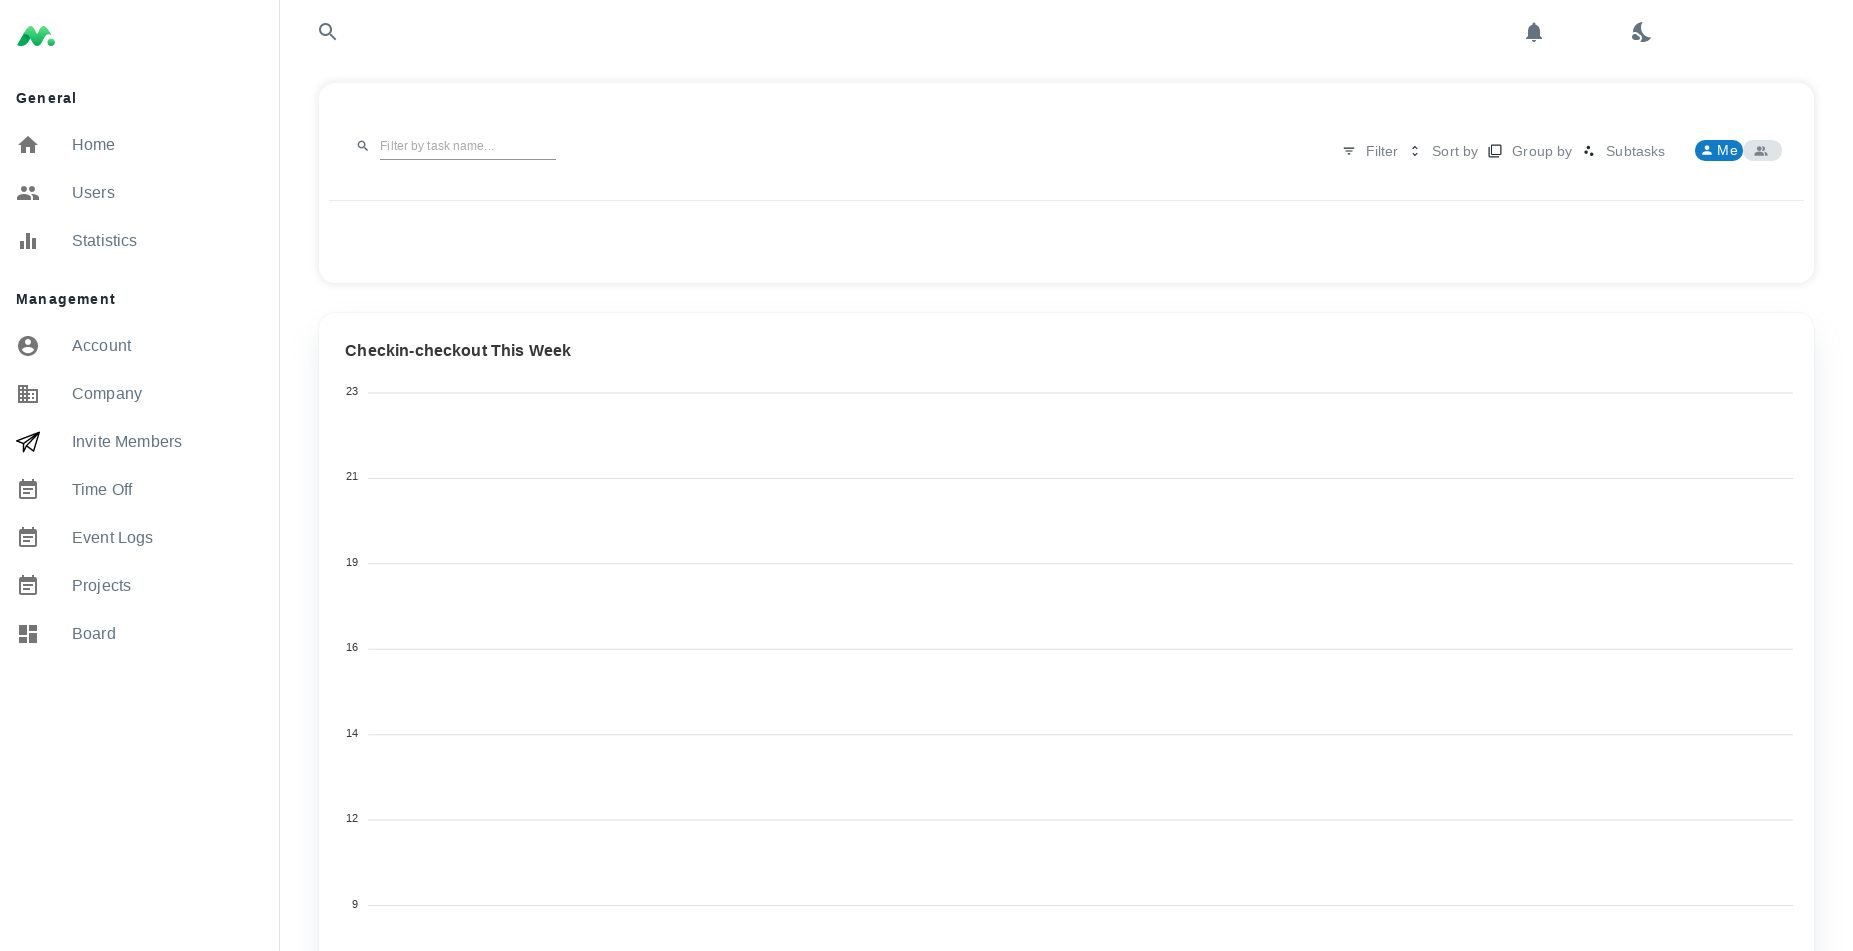 General
Home
Users
Statistics
Management
Account
Company
Invite Members
Time Off
Event Logs
Projects
Board
Filter by task name...
Filter Sort by Group by Subtasks Me
Checkin-checkout This Week
23
21
19
16
14
12
9